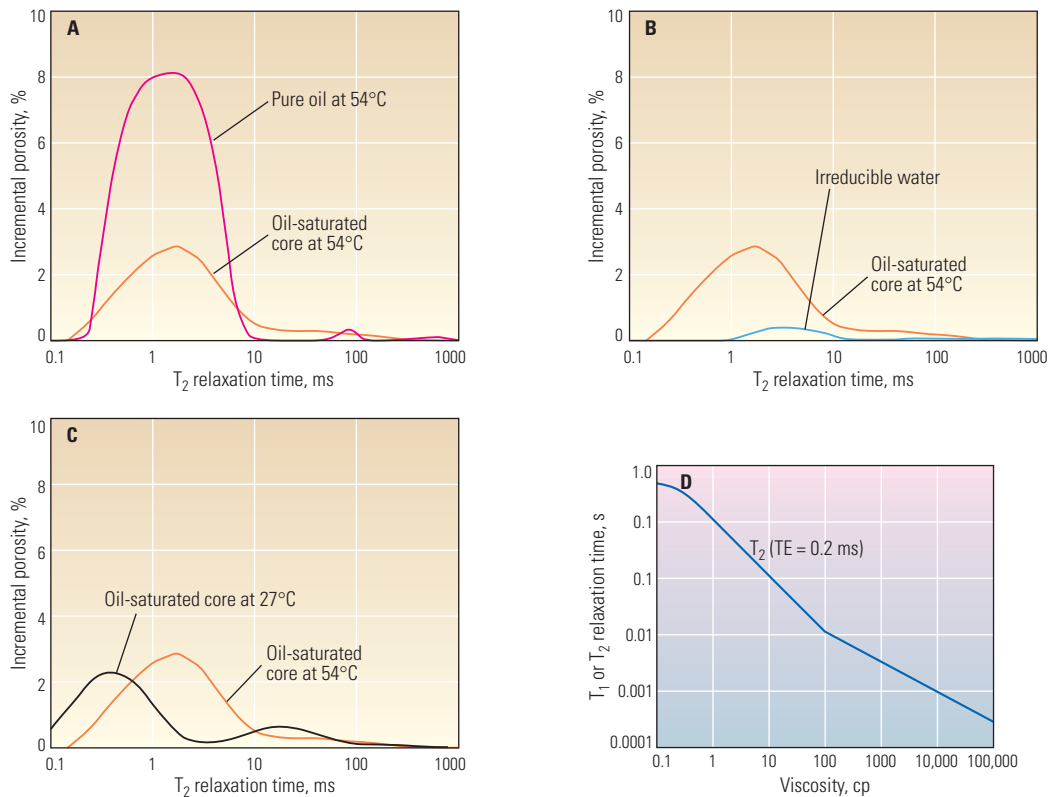 A
Incremental porosity, %
10
8
6
4
2
0
Pure oil at 54°C
Oil-saturated
core at 54°C
0.1
1
10
100
1000
T2 relaxation time, ms
B
Incremental porosity, %
10
8
6
4
2
0
Irreducible water
Oil-saturated
core at 54°C
0.1
1
10
100
1000
T2 relaxation time, ms
C
Incremental porosity, %
10
8
6
4
2
0
Oil-saturated core at 27°C
Oil-saturated
core at 54°C
0.1
1
10
100
1000
T2 relaxation time, ms
D
T1 or T2 relaxation time, s
1.0
0.1
0.1
0.01
0.001
0.0001
T2 (TE = 0.2 ms)
0.1
1
10
100
1000
10,000
100,000
Viscosity, cp